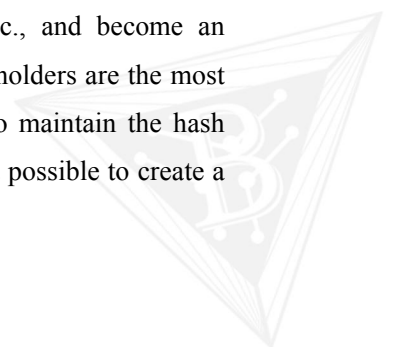 c., and become an
holders are the most
o maintain the hash
possible to create a